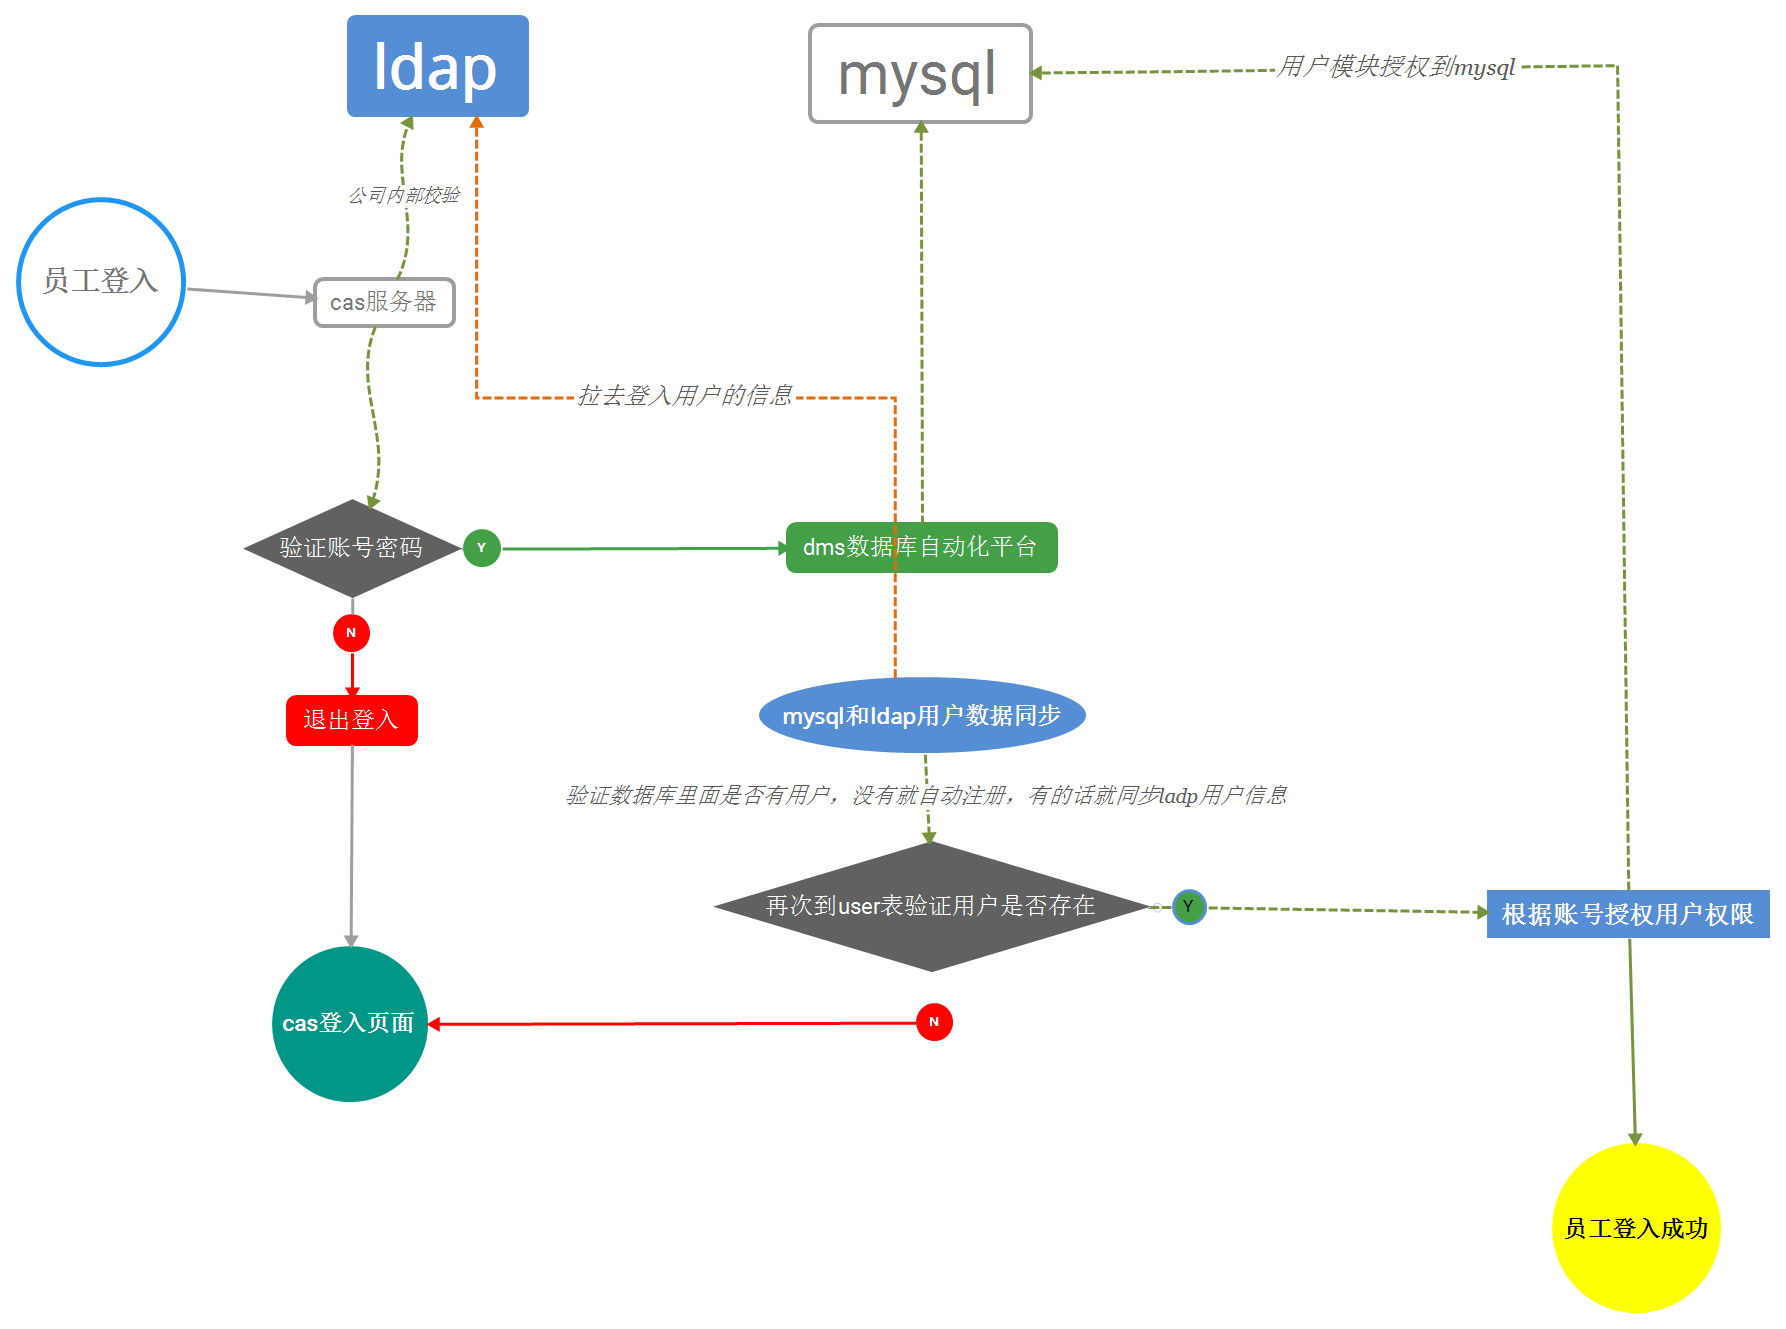 ldap
mysql
用户模块授权到mysql
公司内部校验
员工登入
cas服务器
拉去登入用户的信息
验证账号密码
Y
dms数据库自动化平台
N
退出登入
mysql和ldap用户数据同步
验证数据库里面是否有用户，没有就自动注册，有的话就同步ladp用户信息
再次到user表验证用户是否存在
Y
根据账号授权用户权限
cas登入页面
N
员工登入成功